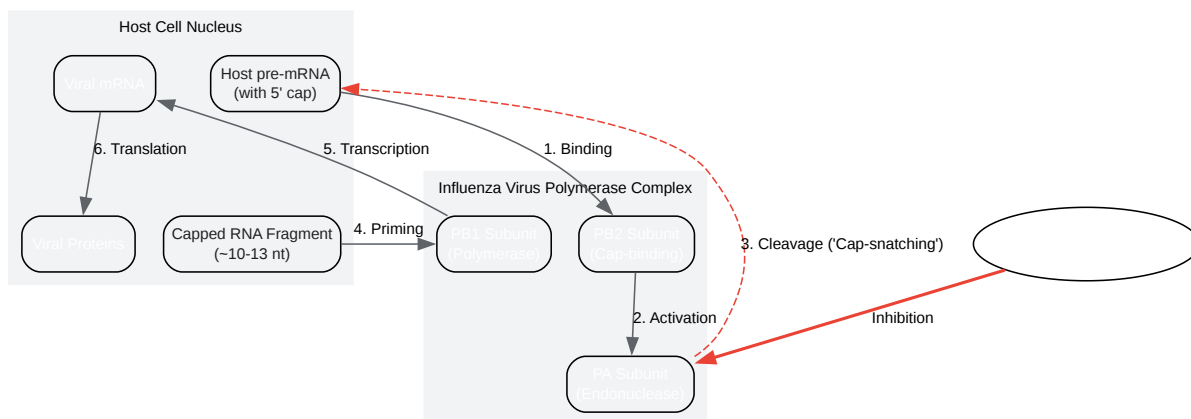 Host Cell Nucleus
Viral mRNA
Host pre-mRNA
(with 5' cap)
6. Translation
5. Transcription
1. Binding
Influenza Virus Polymerase Complex
Viral Proteins
Capped RNA Fragment
(~10-13 nt)
4. Priming
PB1 Subunit
(Polymerase)
PB2 Subunit
(Cap-binding)
3. Cleavage ('Cap-snatching')
2. Activation
Inhibition
PA Subunit
(Endonuclease)